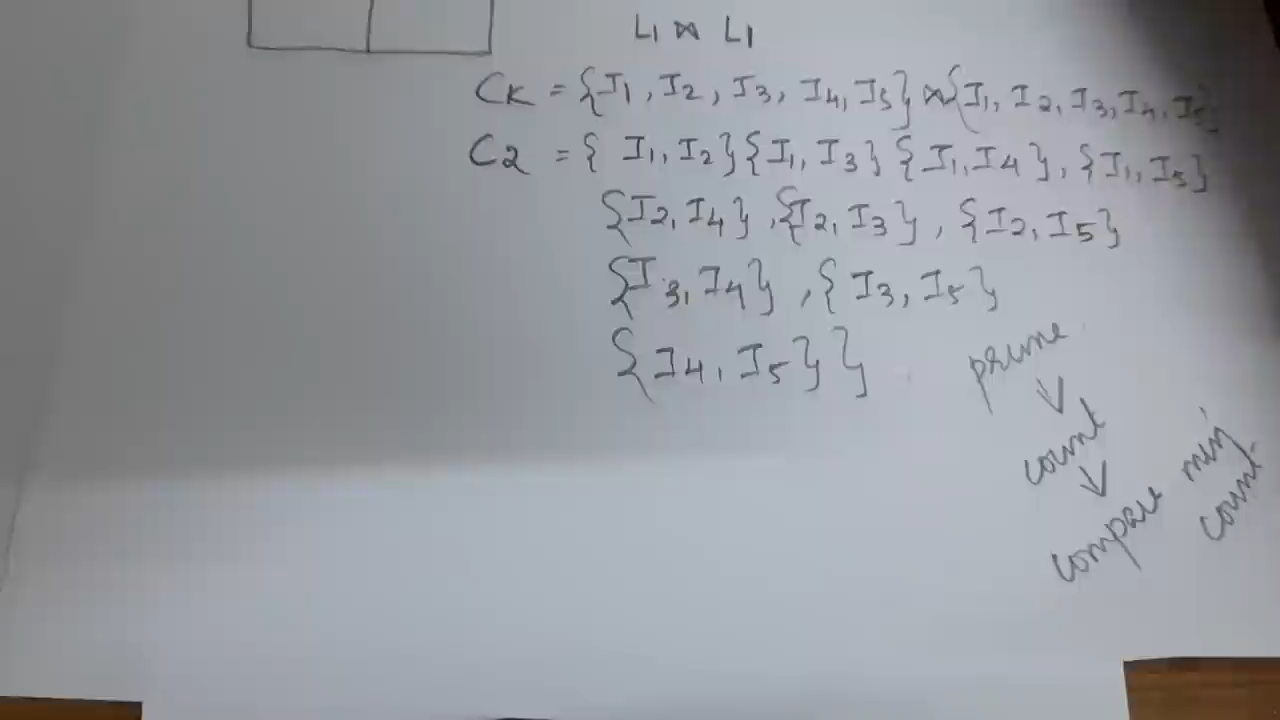 L1 ⋈ L1
CK = {I1, I2, I3, I4, I5} ⋈ {I1, I2, I3, I4, I5}
C2 = { I1, I2} {I1, I3} {I1, I4}, {I1, I5}
{I2, I4}, {I2, I3}, {I2, I5}
{I3, I4}, {I3, I5}
{I4, I5} }
prune
↓
count
↓
compare min
count